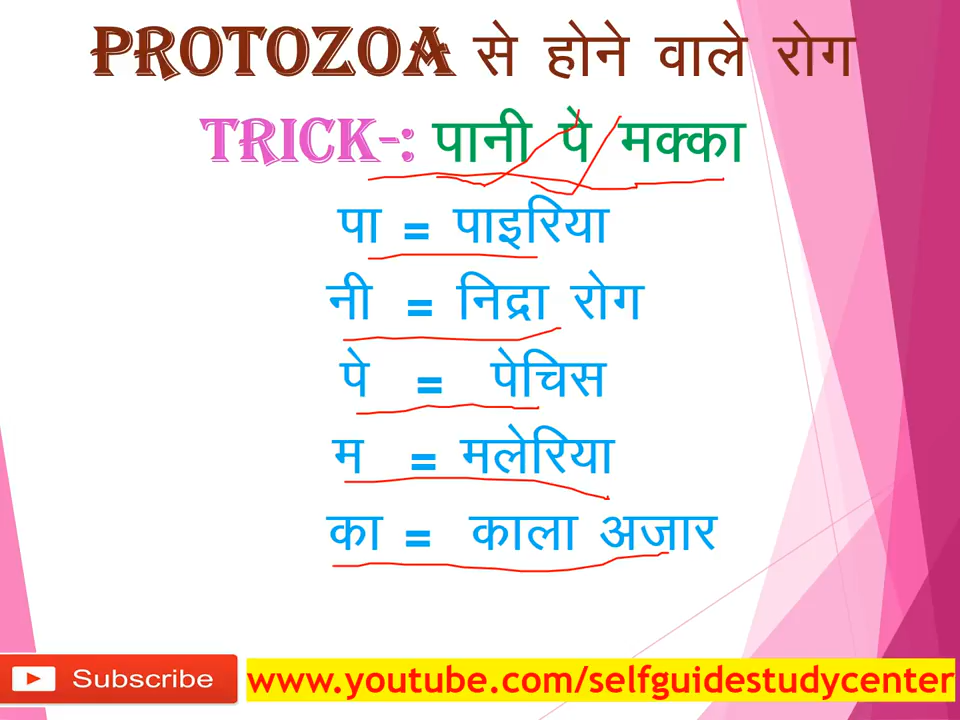 PROTOZOA से होने वाले रोग
TRICK-: पानी पे मक्का
पा = पाइरिया
नी = निद्रा रोग
पे = पेचिस
म = मलेरिया
का = काला अजार
Subscribe
www.youtube.com/selfguidestudycenter